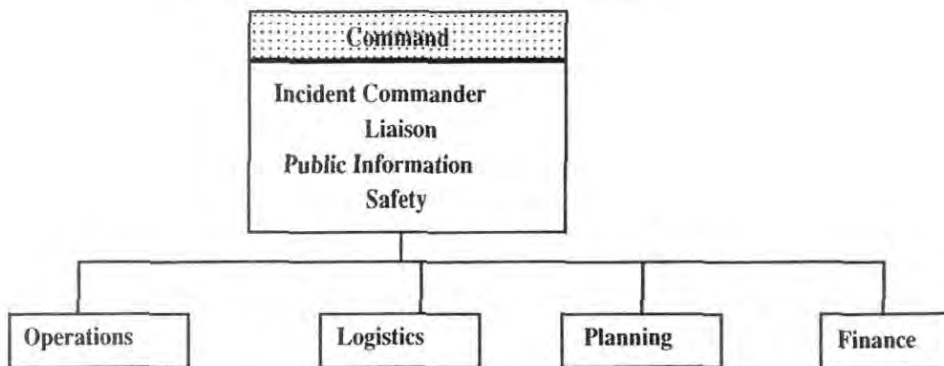 Command
Incident Commander
Liaison
Public Information
Safety
Operations
Logistics
Planning
Finance